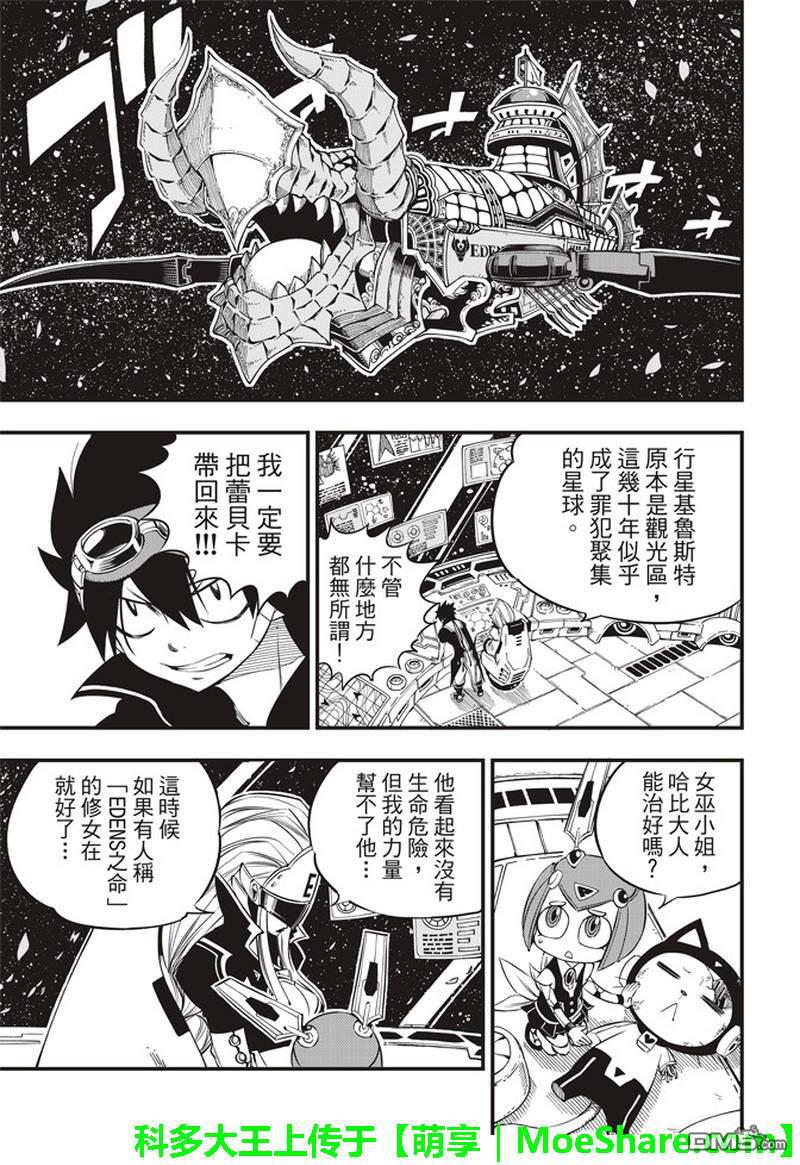 ゴ
オ
オ
EDEN
行星基魯斯特
原本是觀光區，
這幾十年似乎
成了罪犯聚集
的星球。
不管
什麼地方
都無所謂！
我一定要
把蕾貝卡
帶回來!!!
女巫小姐，
哈比大人
能治好嗎？
他看起來沒有
生命危險，
但我的力量
幫不了他…
E
這時候
如果有人稱
「EDENS之命」
的修女在
就好了…
科多大王上传于【萌享｜MoeShare
DM5.com